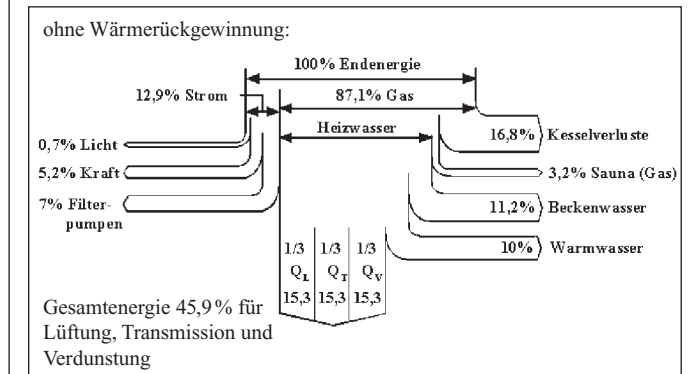 ohne Wärmerückgewinnung:
100% Endenergie
12,9% Strom
87,1% Gas
Heizwasser
16,8% Kesselverluste
0,7% Licht
5,2% Kraft
3,2% Sauna (Gas)
7% Filter-
pumpen
11,2% Beckenwasser
10% Warmwasser
1/3 1/3 1/3
Q_L Q_T Q_V
15,3 15,3 15,3
Gesamtenergie 45,9% für
Lüftung, Transmission und
Verdunstung